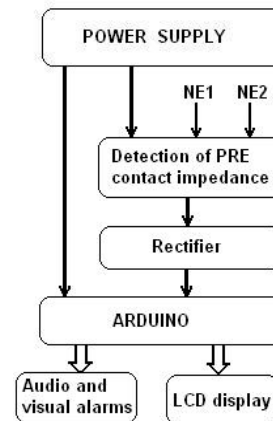 POWER SUPPLY
NE1 NE2
Detection of PRE
contact impedance
Rectifier
ARDUINO
Audio and
visual alarms
LCD display